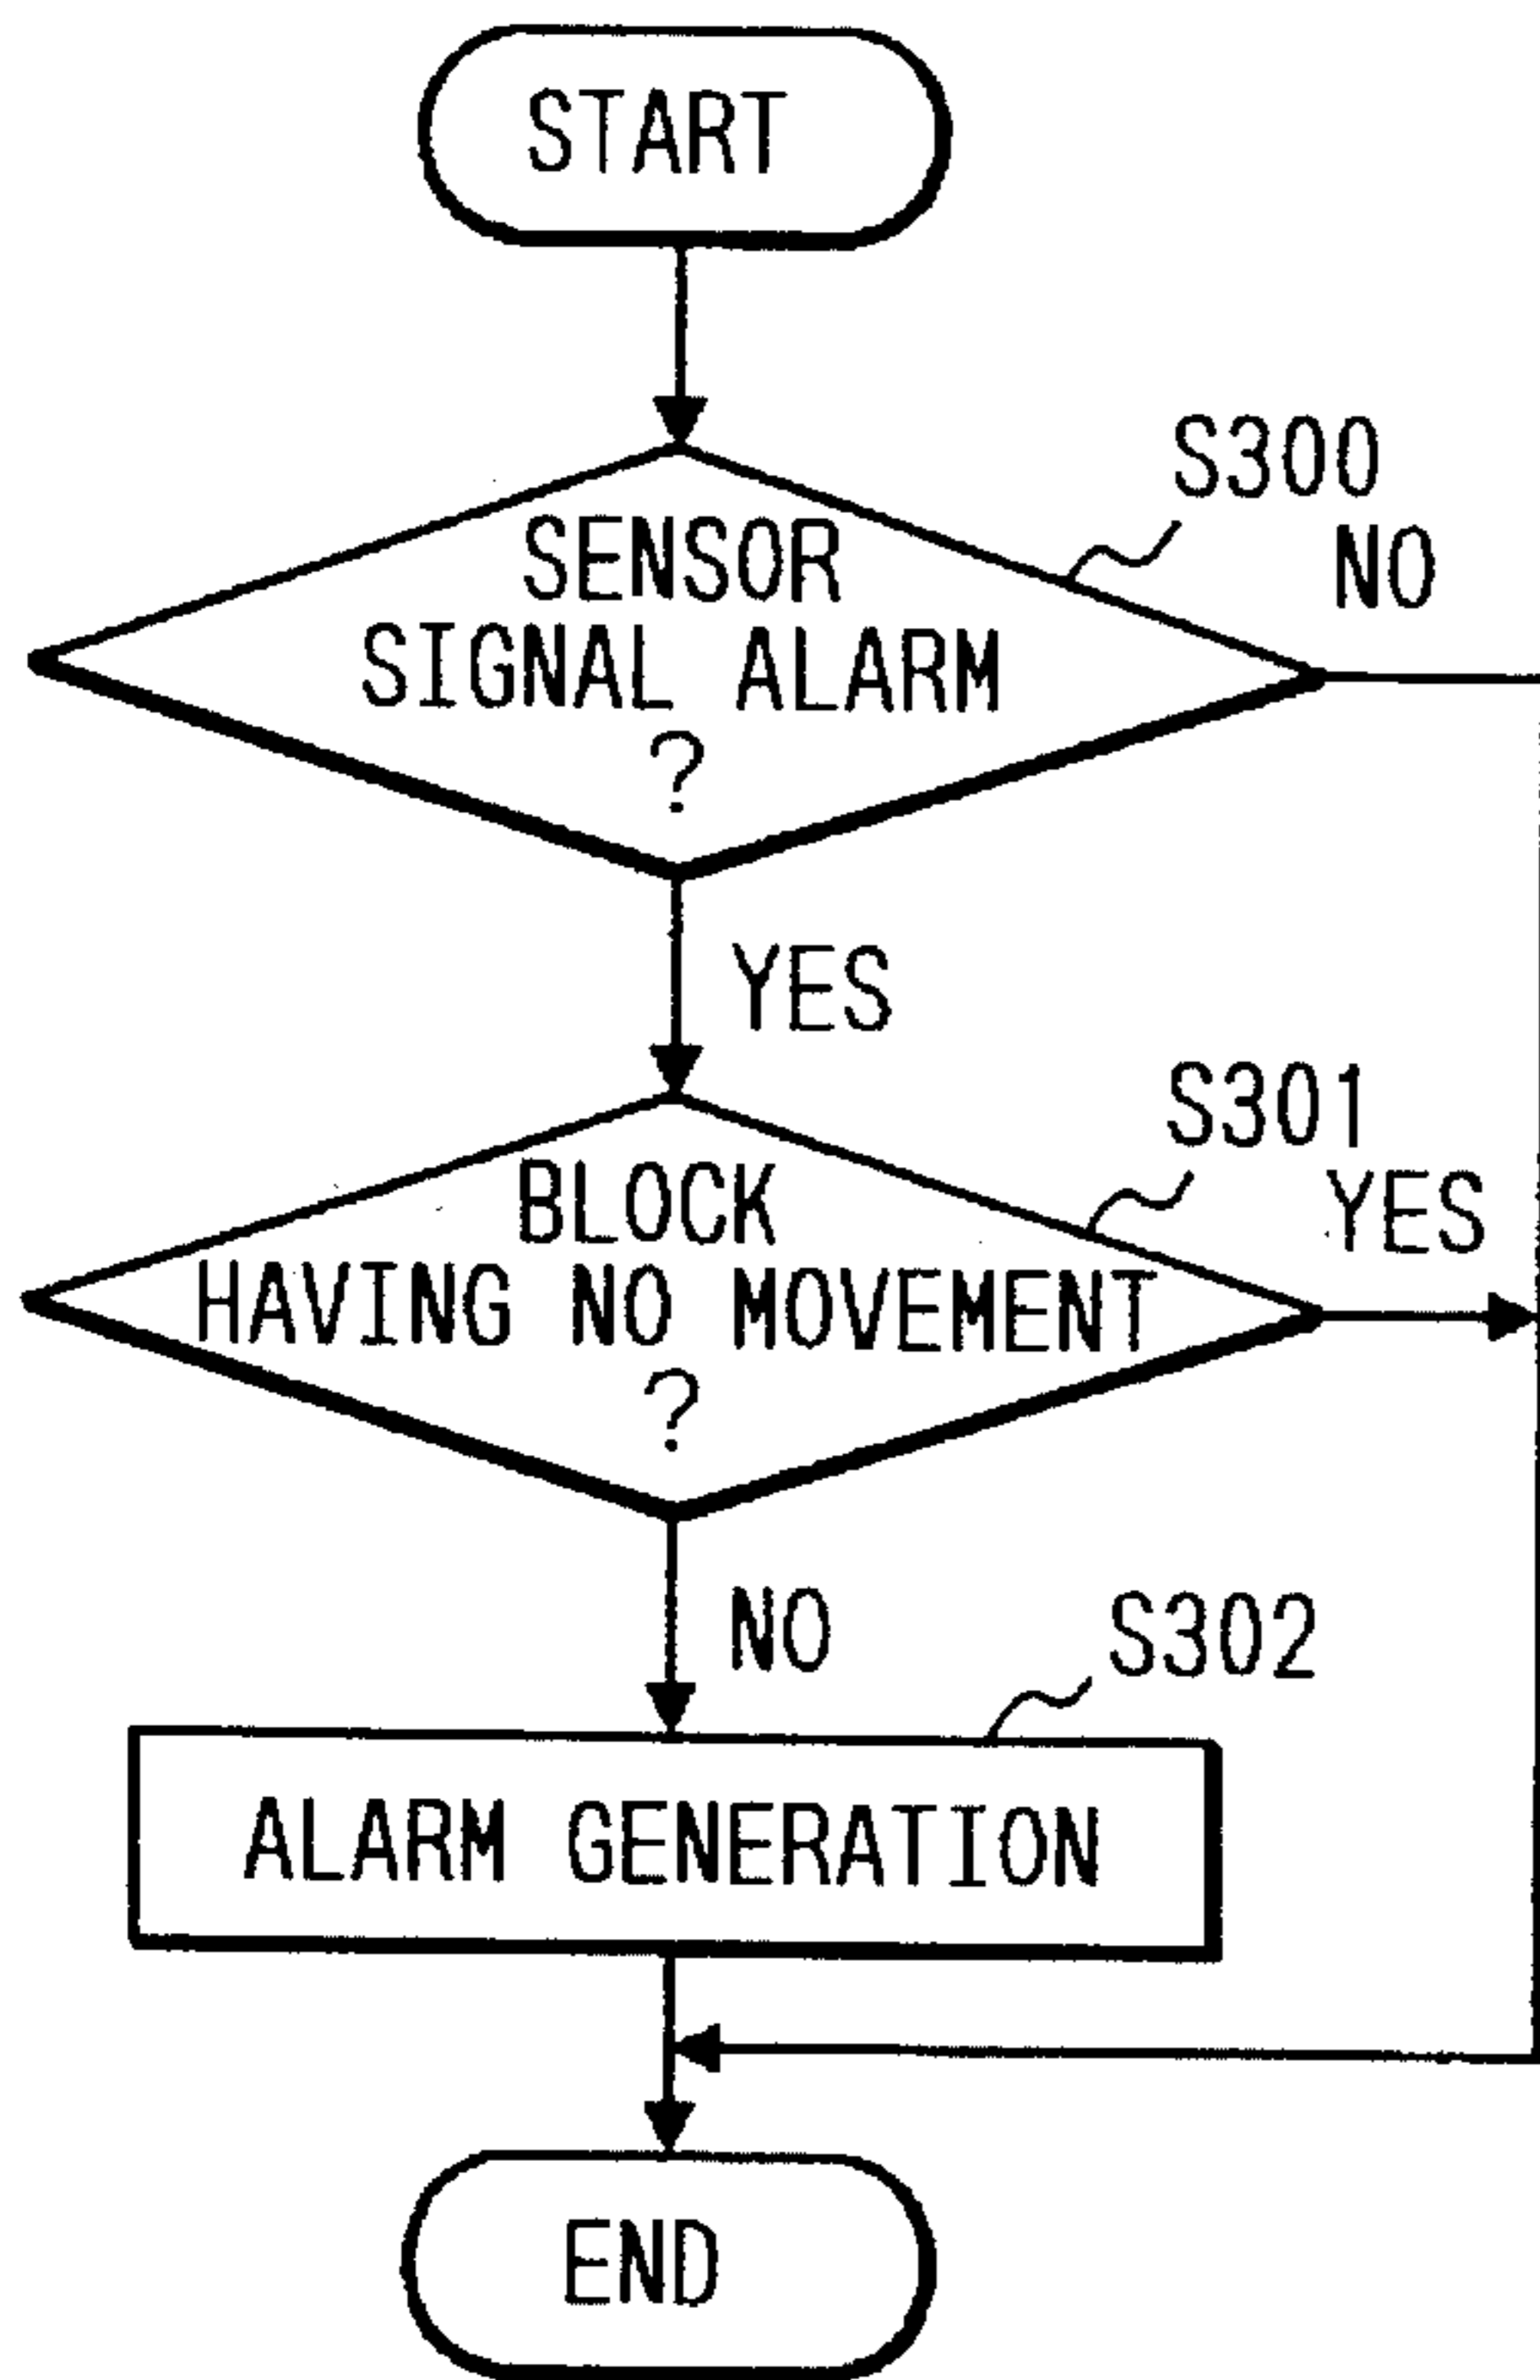 START
S300
NO
SENSOR
SIGNAL ALARM
?
YES
S301
YES
BLOCK
HAVING NO MOVEMENT
?
NO
S302
ALARM GENERATION
END